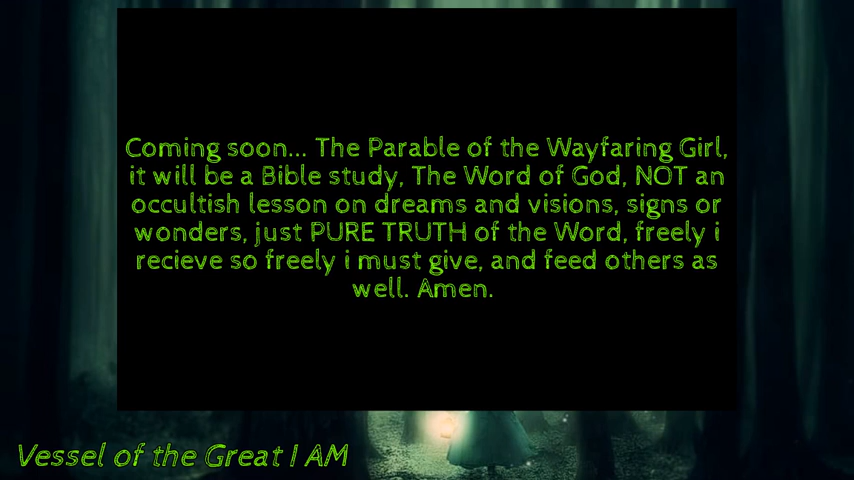 Coming soon... The Parable of the Wayfaring Girl,
it will be a Bible study, The Word of God, NOT an
occultish lesson on dreams and visions, signs or
wonders, just PURE TRUTH of the Word, freely i
recieve so freely i must give, and feed others as
well. Amen.
Vessel of the Great I AM